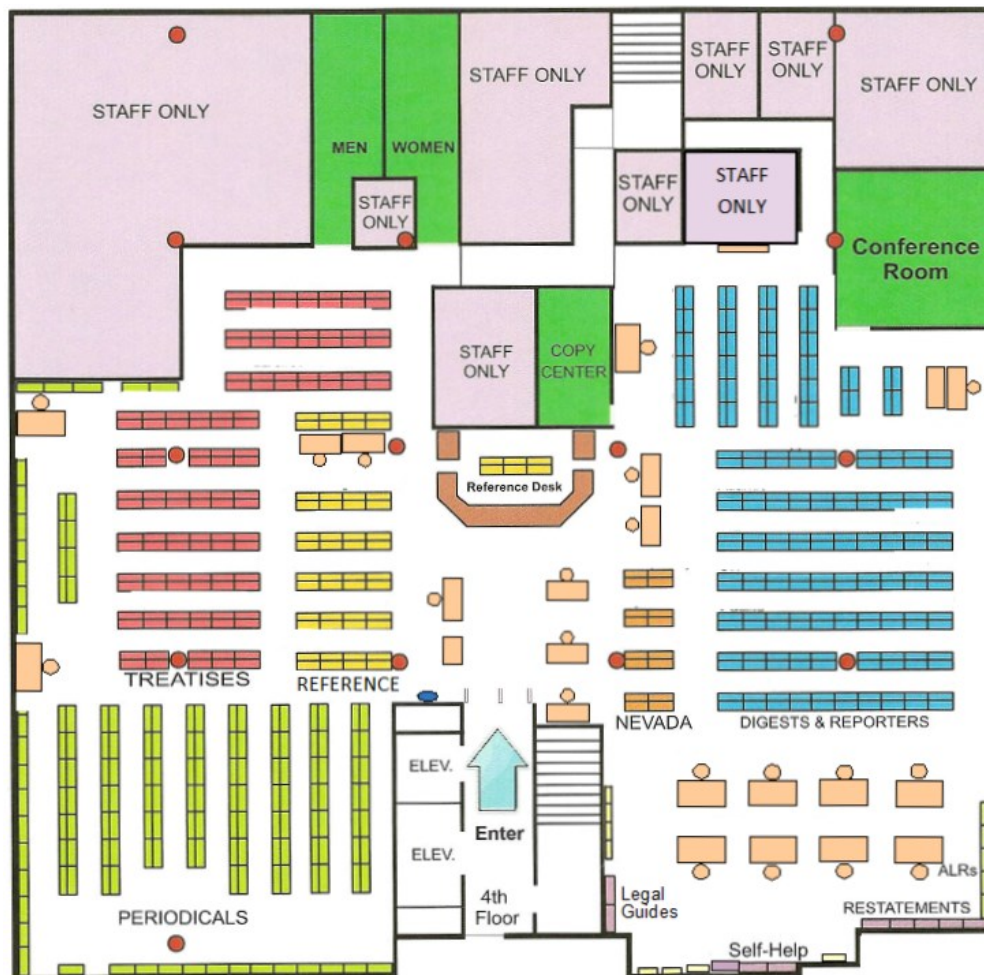 STAFF ONLY
MEN
WOMEN
STAFF
ONLY
STAFF ONLY
STAFF
ONLY
STAFF
ONLY
STAFF ONLY
STAFF
ONLY
STAFF
ONLY
Conference
Room
STAFF
ONLY
COPY
CENTER
Reference Desk
TREATISES
REFERENCE
NEVADA
DIGESTS & REPORTERS
ELEV.
Enter
ELEV.
4th
Floor
PERIODICALS
Legal
Guides
ALRs
RESTATEMENTS
Self-Help